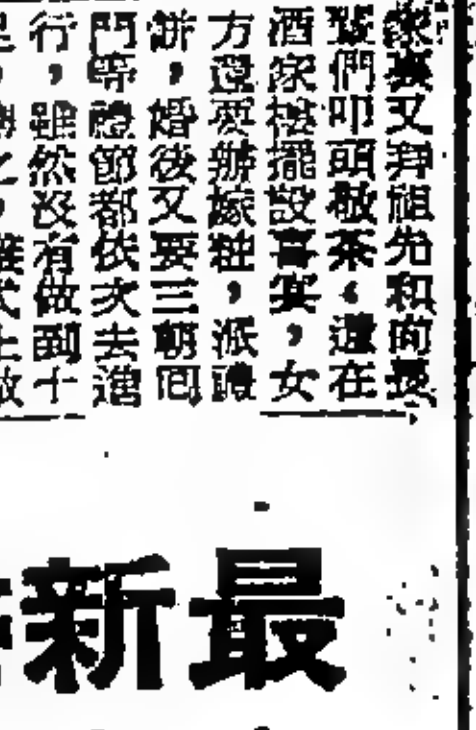 家裏又拜祖先和向長
輩們叩頭敬茶，還在
酒家樓擺設喜宴，女
方還要辦嫁粧，派禮
餅，婚後又要三朝回
門等禮節都依次去進
行，雖然沒有做到十
最新